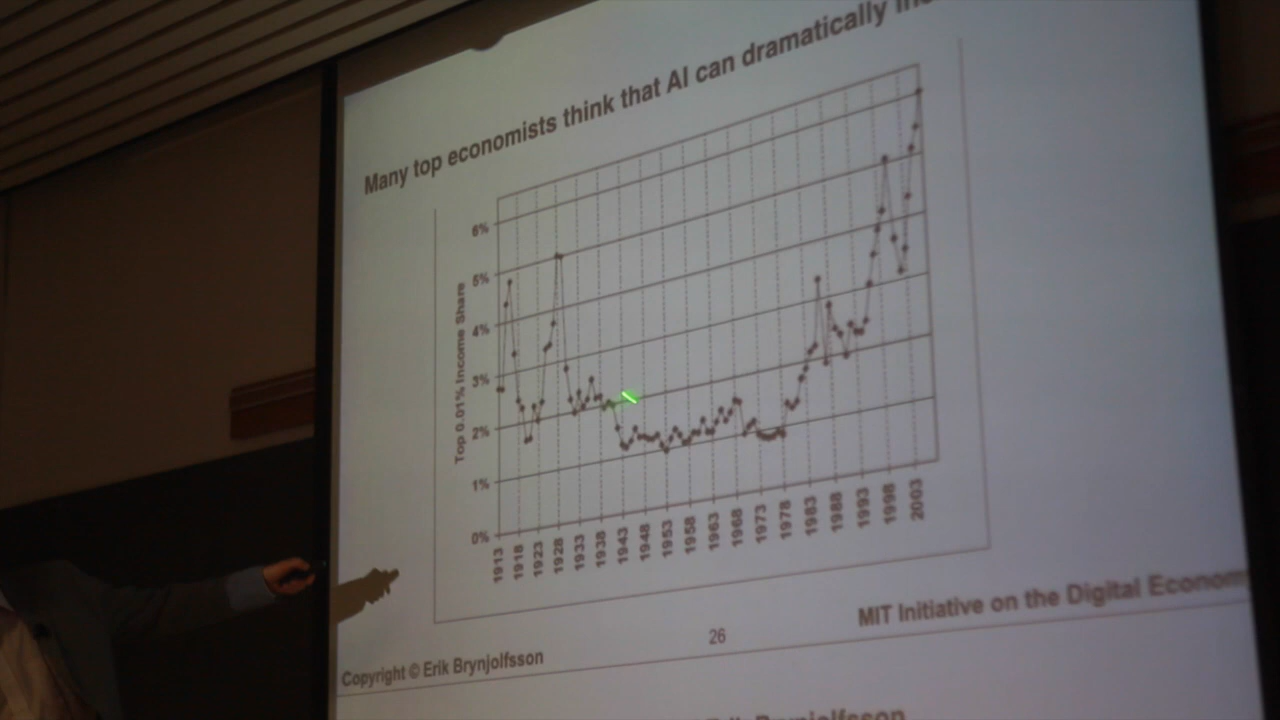 Many top economists think that AI can dramatically
Top 0.01% Income Share
6%
5%
4%
3%
2%
1%
0%
1913 1918 1923 1928 1933 1938 1943 1948 1953 1958 1963 1968 1973 1978 1983 1988 1993 1998 2003
Copyright © Erik Brynjolfsson
26
MIT Initiative on the Digital Econom
Erik Brynjolfsson